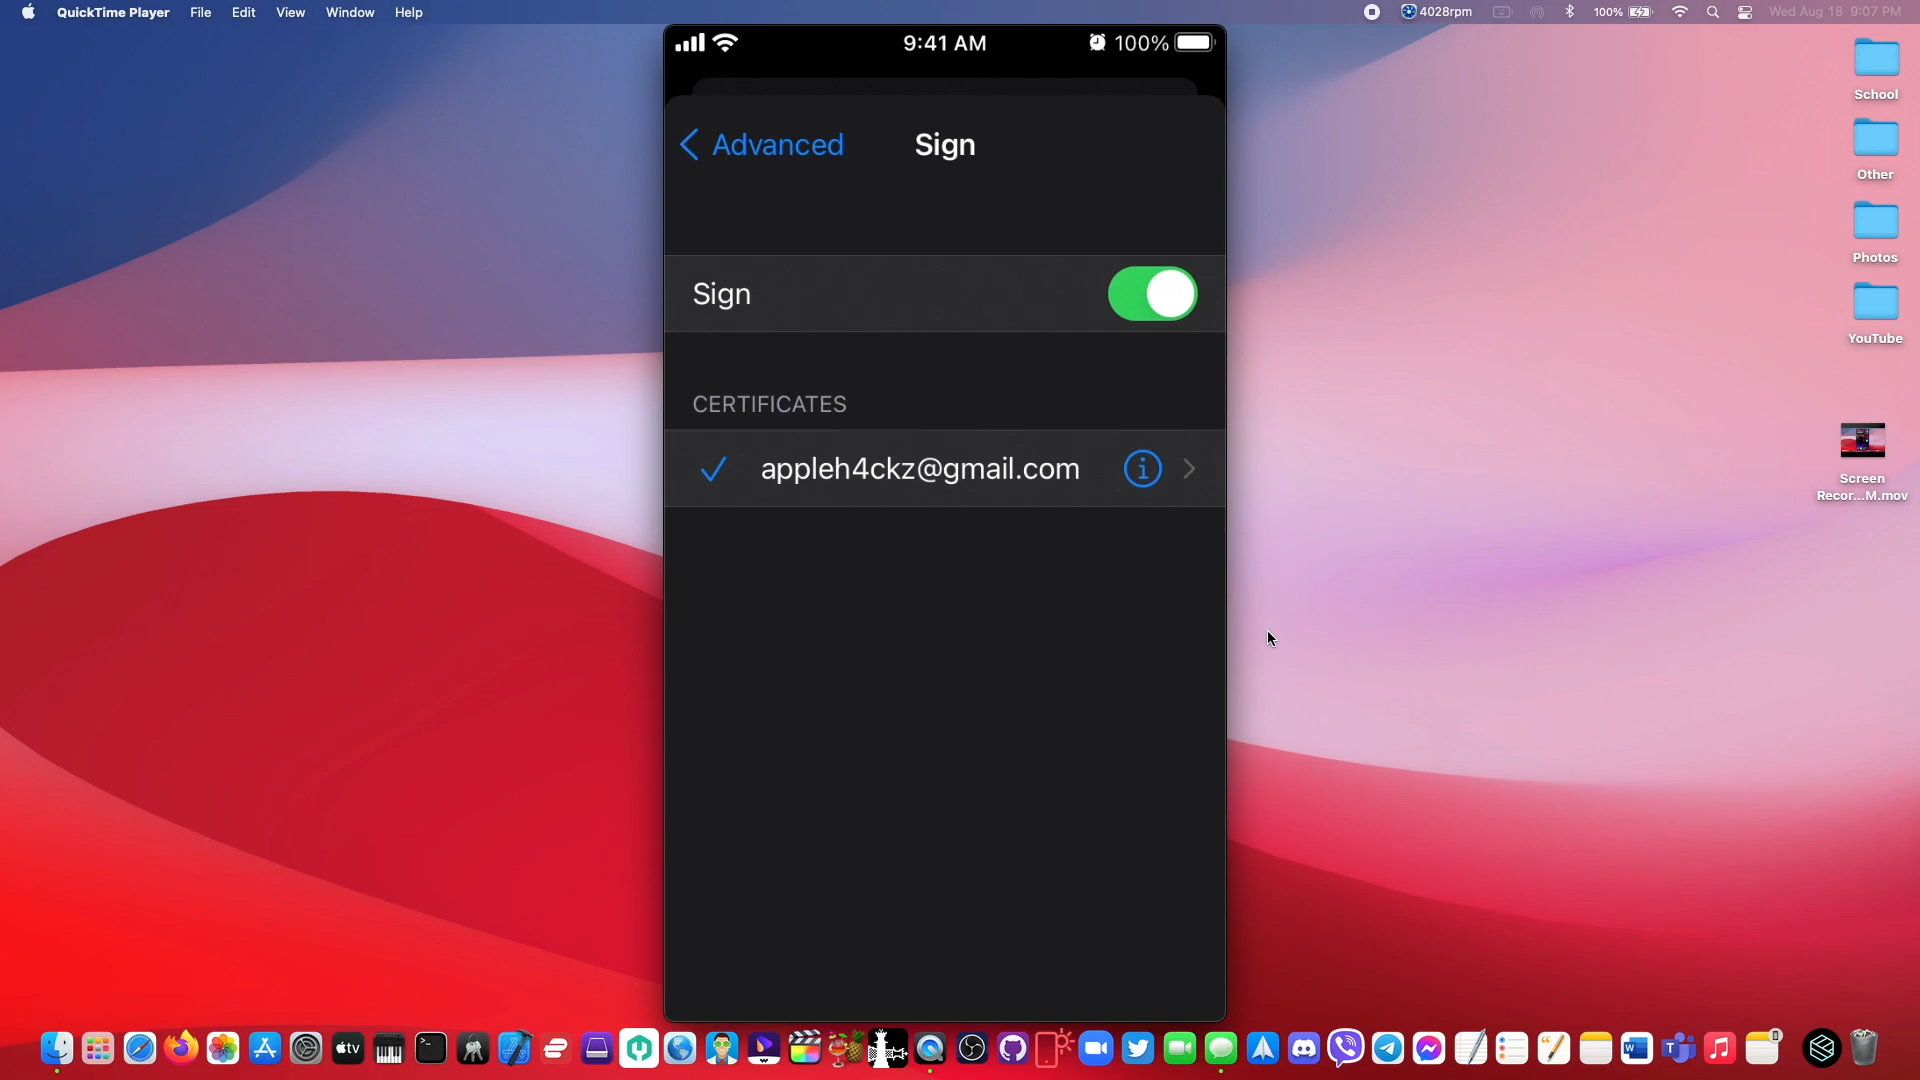 QuickTime Player File Edit View Window Help 4028rpm 100% Wed Aug 18 9:07 PM
9:41 AM 100%
Advanced Sign
Sign
CERTIFICATES
appleh4ckz@gmail.com
School
Other
Photos
YouTube
Screen
Recor...M.mov
tv